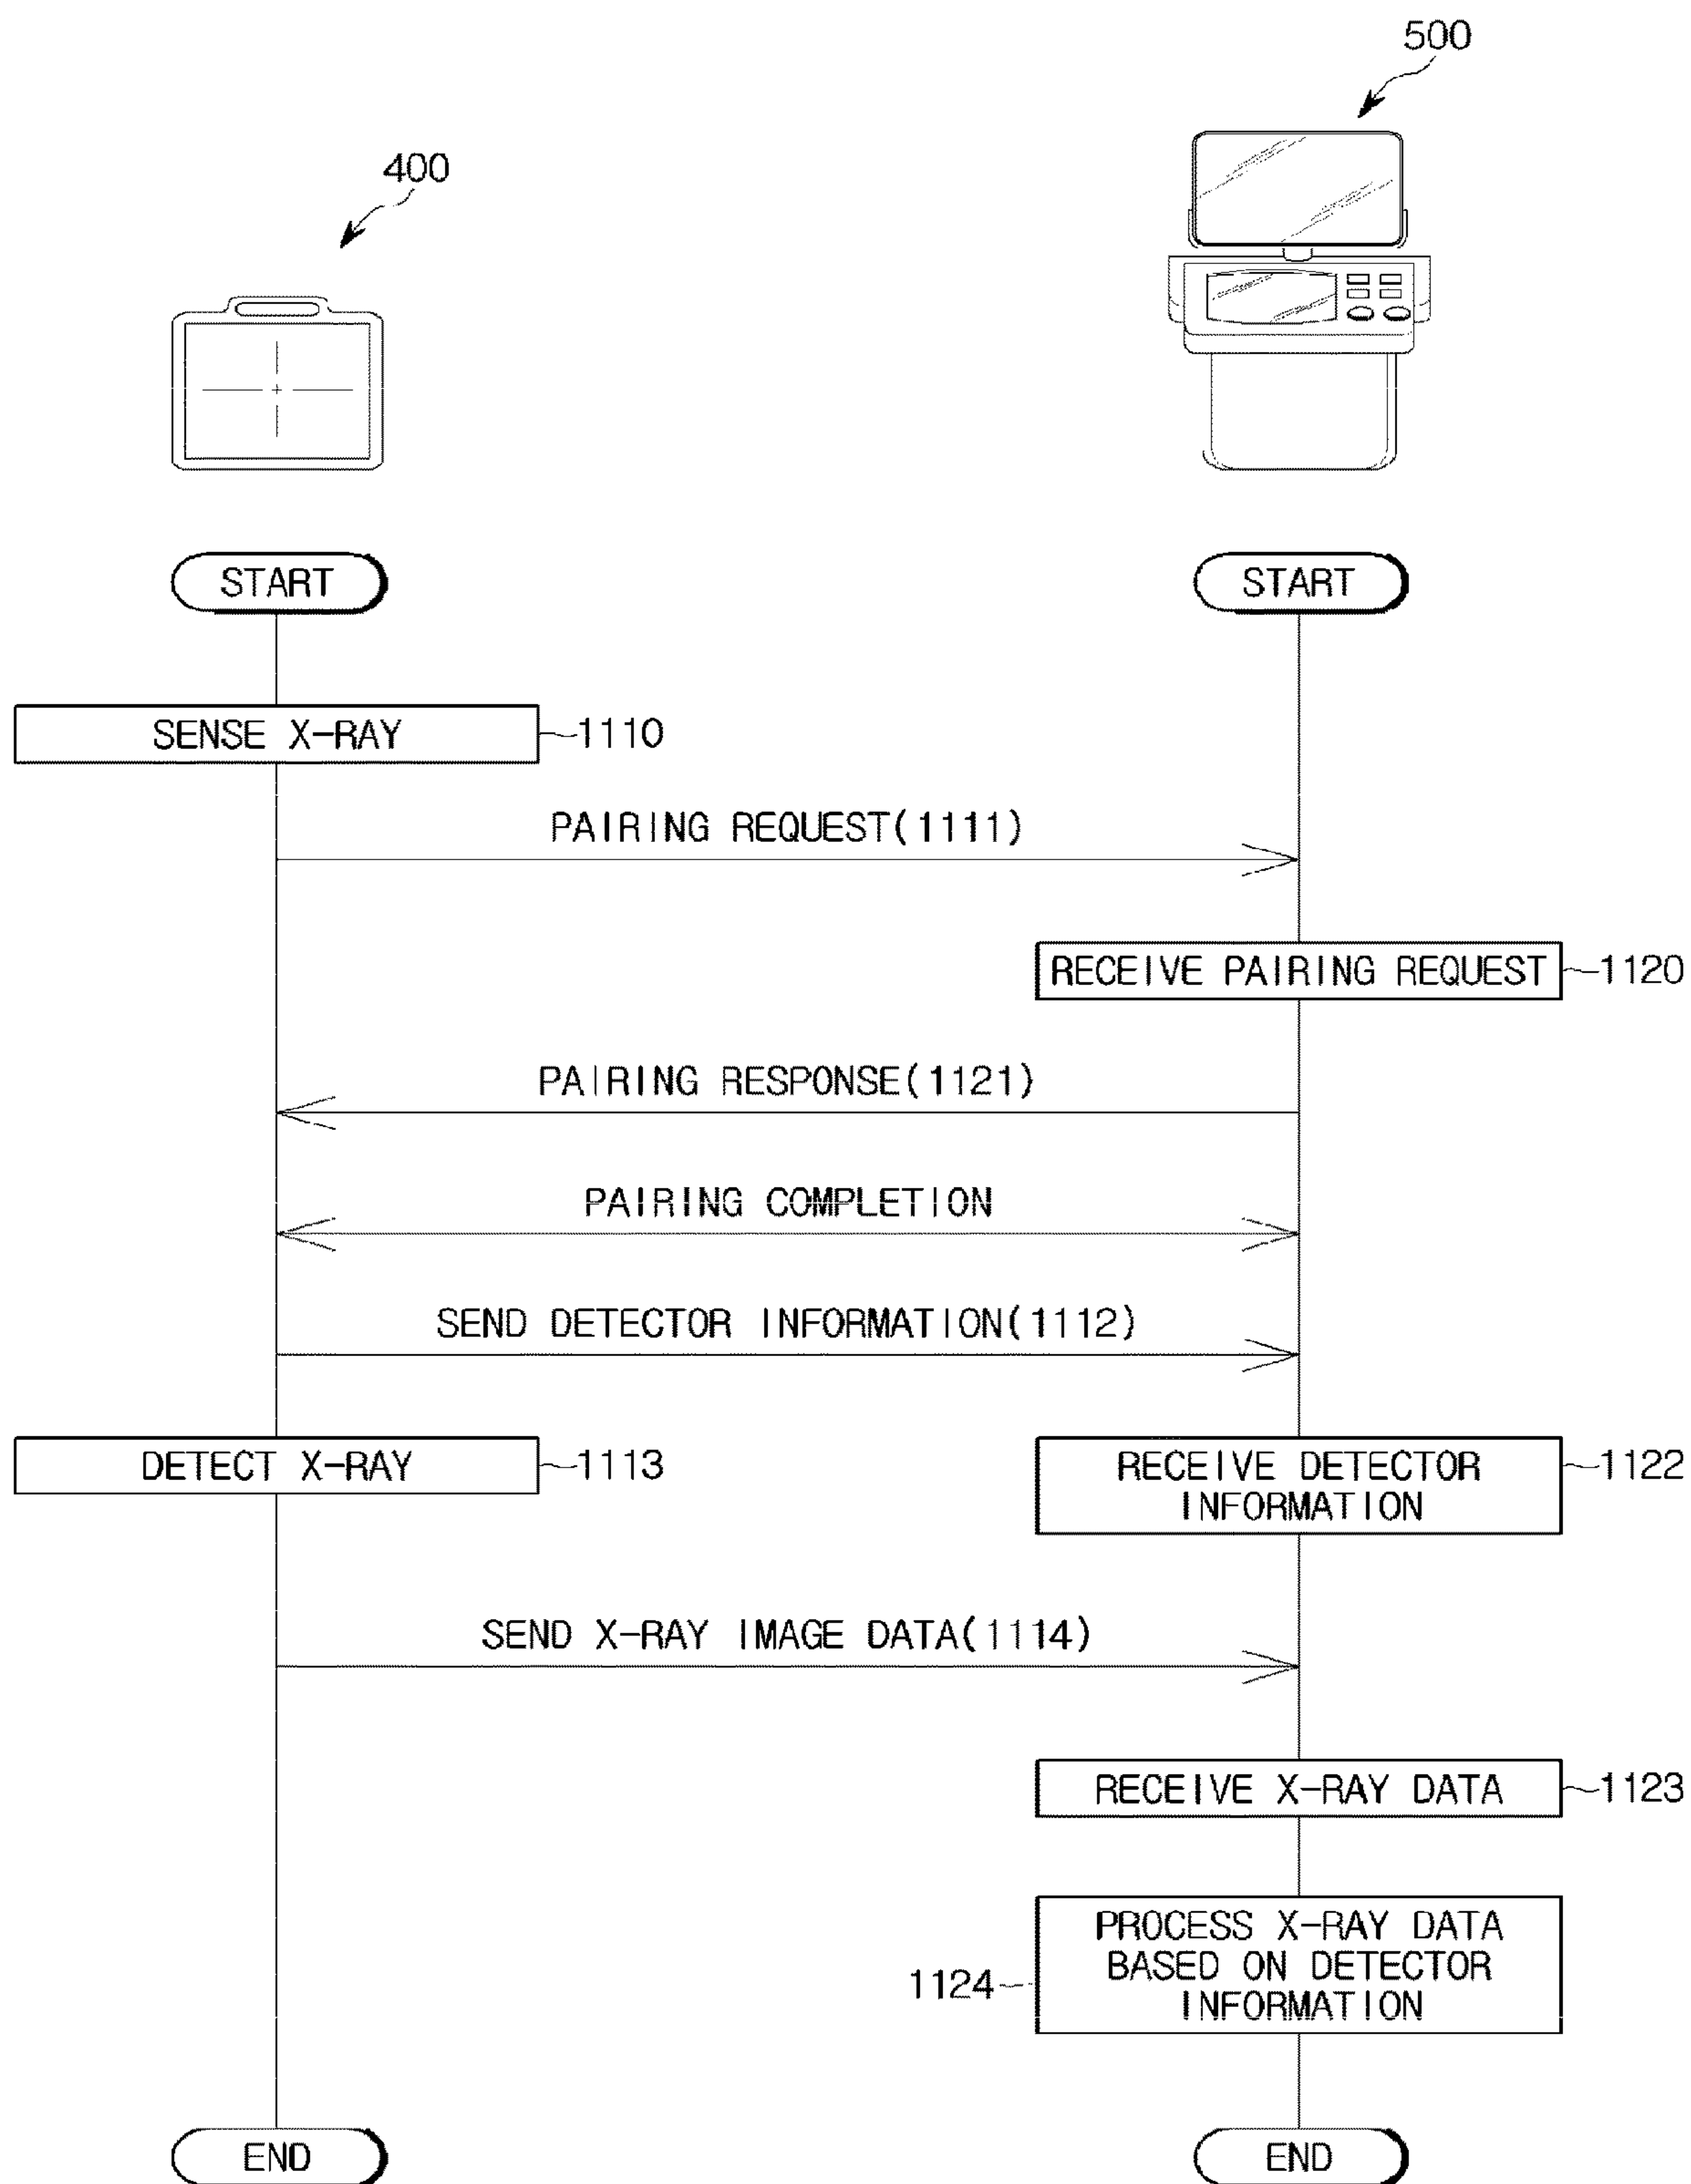 500
400
START
START
SENSE X-RAY
1110
PAIRING REQUEST(1111)
RECEIVE PAIRING REQUEST
1120
PAIRING RESPONSE(1121)
PAIRING COMPLETION
SEND DETECTOR INFORMATION(1112)
DETECT X-RAY
1113
RECEIVE DETECTOR
INFORMATION
1122
SEND X-RAY IMAGE DATA(1114)
RECEIVE X-RAY DATA
1123
PROCESS X-RAY DATA
BASED ON DETECTOR
INFORMATION
1124
END
END